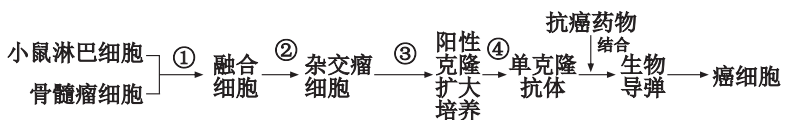 小鼠淋巴细胞
骨髓瘤细胞
①
融合
细胞
②
杂交瘤
细胞
③
阳性
克隆
扩大
培养
④
单克隆
抗体
抗癌药物
结合
生物
导弹
癌细胞